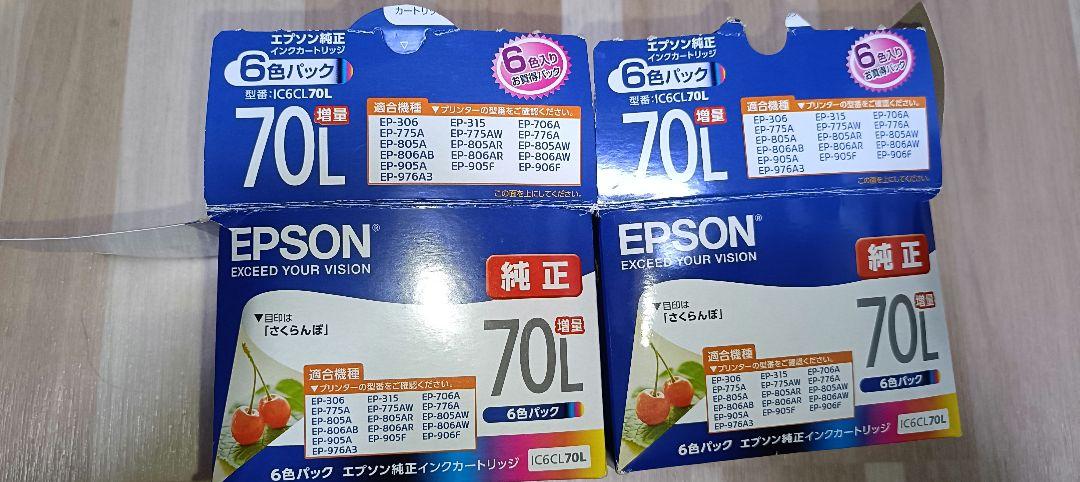 カートリッ
エプソン純正
インクカートリッジ
6色パック
型番:IC6CL70L
6色入り
お買得パック
70L 増量
適合機種 ▼プリンターの型番をご確認ください。
EP-306 EP-315 EP-706A
EP-775A EP-775AW EP-776A
EP-805A EP-805AR EP-805AW
EP-806AB EP-806AR EP-806AW
EP-905A EP-905F EP-906F
EP-976A3
この面を上にしてください。
EPSON®
EXCEED YOUR VISION
純正
▼目印は
「さくらんぼ」
70L 増量
適合機種
▼プリンターの型番をご確認ください。
EP-306 EP-315 EP-706A
EP-775A EP-775AW EP-776A
EP-805A EP-805AR EP-805AW
EP-806AB EP-806AR EP-806AW
EP-905A EP-905F EP-906F
EP-976A3
6色パック
6色パック エプソン純正インクカートリッジ IC6CL70L
エプソン純正
インクカートリッジ
6色パック
型番:IC6CL70L
6色入り
お買得パック
70L 増量
適合機種 ▼プリンターの型番をご確認ください。
EP-306 EP-315 EP-706A
EP-775A EP-775AW EP-776A
EP-805A EP-805AR EP-805AW
EP-806AB EP-806AR EP-806AW
EP-905A EP-905F EP-906F
EP-976A3
この面を上にしてください。
EPSON®
EXCEED YOUR VISION
純正
▼目印は
「さくらんぼ」
70L 増量
適合機種
▼プリンターの型番をご確認ください。
EP-306 EP-315 EP-706A
EP-775A EP-775AW EP-776A
EP-805A EP-805AR EP-805AW
EP-806AB EP-806AR EP-806AW
EP-905A EP-905F EP-906F
EP-976A3
6色パック
6色パック エプソン純正インクカートリッジ IC6CL70L